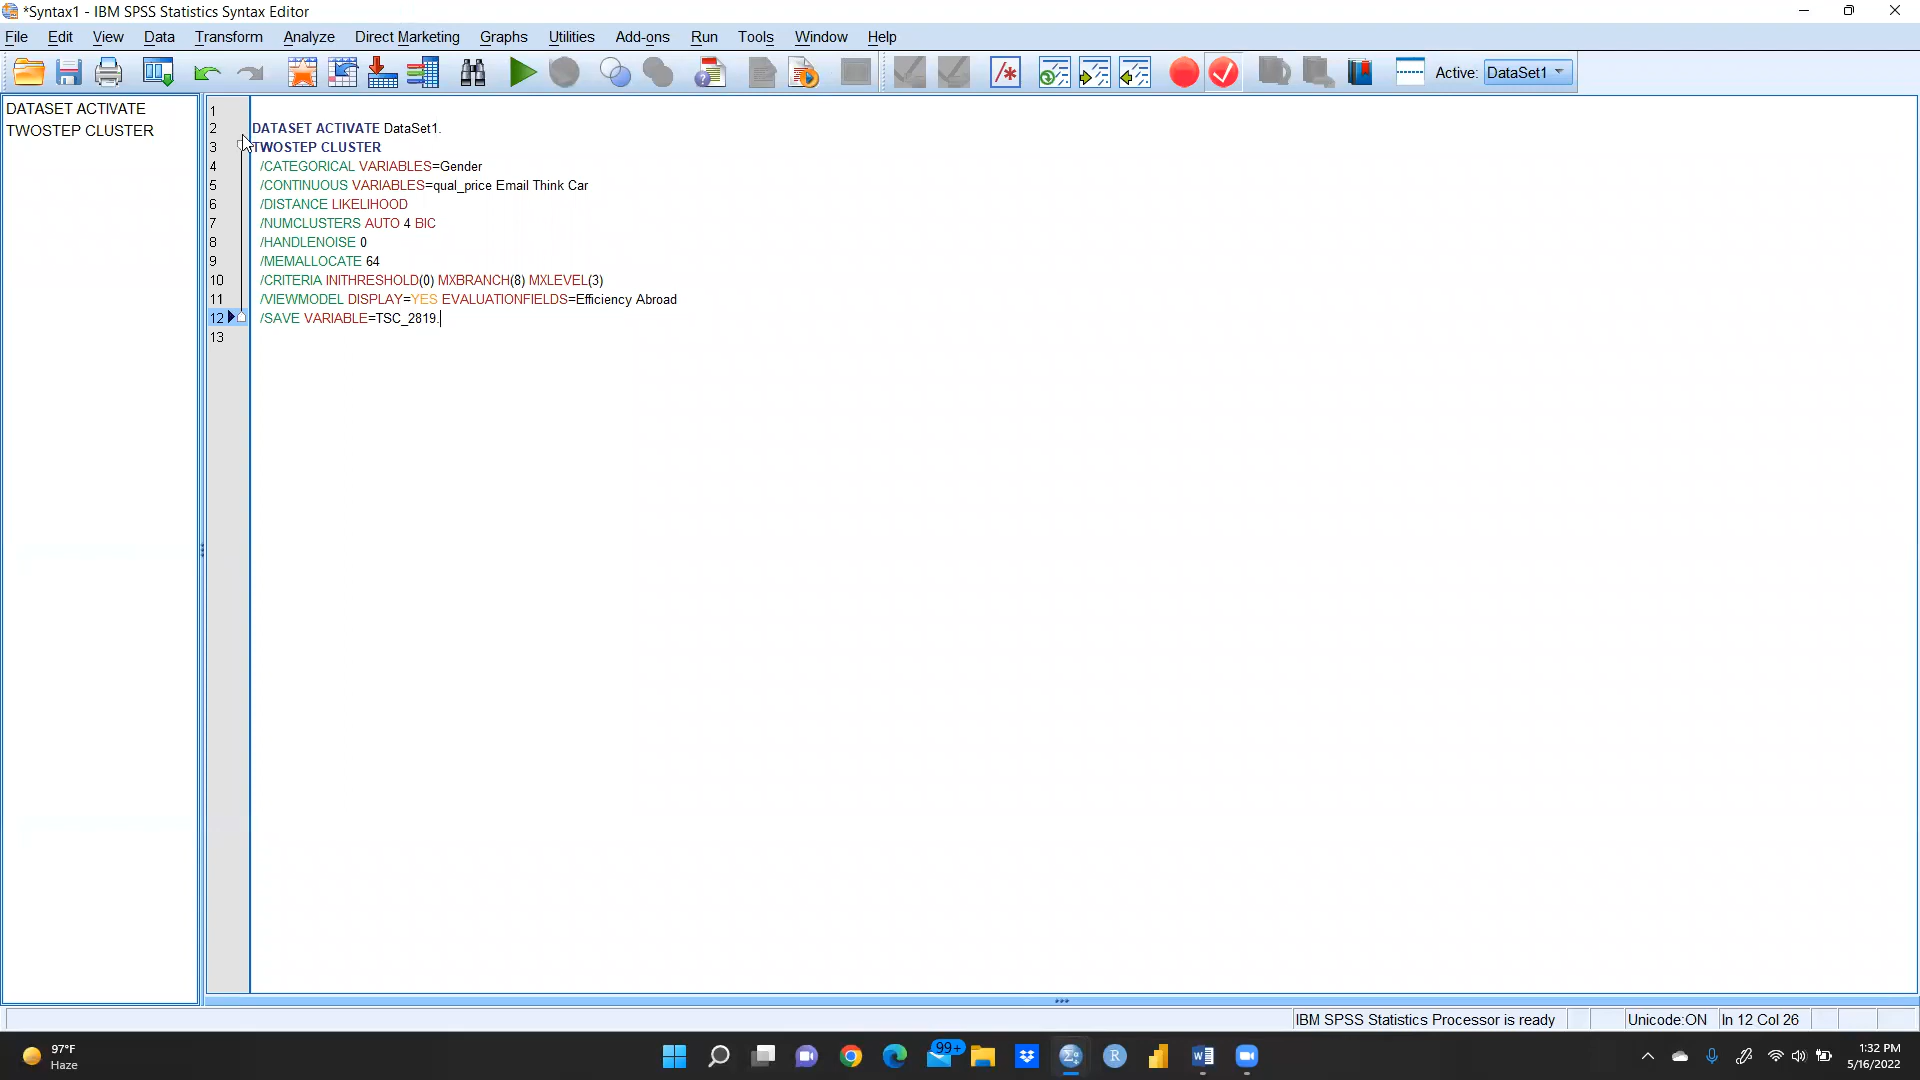 *Syntax1 - IBM SPSS Statistics Syntax Editor
File Edit View Data Transform Analyze Direct Marketing Graphs Utilities Add-ons Run Tools Window Help
Active: DataSet1
DATASET ACTIVATE
TWOSTEP CLUSTER
1
2 DATASET ACTIVATE DataSet1.
3 TWOSTEP CLUSTER
4 /CATEGORICAL VARIABLES=Gender
5 /CONTINUOUS VARIABLES=qual_price Email Think Car
6 /DISTANCE LIKELIHOOD
7 /NUMCLUSTERS AUTO 4 BIC
8 /HANDLENOISE 0
9 /MEMALLOCATE 64
10 /CRITERIA INITHRESHOLD(0) MXBRANCH(8) MXLEVEL(3)
11 /VIEWMODEL DISPLAY=YES EVALUATIONFIELDS=Efficiency Abroad
12 /SAVE VARIABLE=TSC_2819.
13
IBM SPSS Statistics Processor is ready Unicode:ON In 12 Col 26
97°F
Haze
99+
R
1:32 PM
5/16/2022